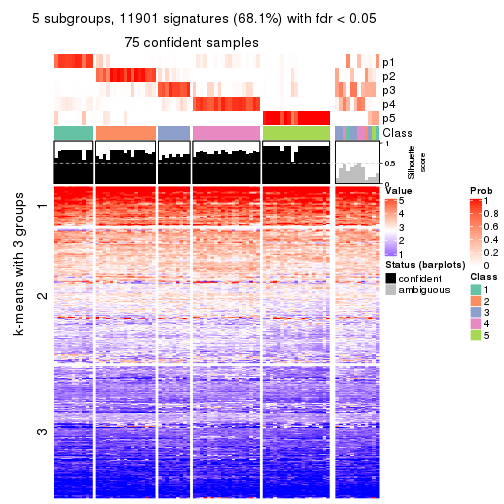 5 subgroups, 11901 signatures (68.1%) with fdr < 0.05
75 confident samples
p1
p2
p3
p4
p5
Class
1
0.5
0
Silhouette
score
k-means with 3 groups
1
2
3
Value
5
4
3
2
1
Status (barplots)
confident
ambiguous
Prob
1
0.8
0.6
0.4
0.2
0
Class
1
2
3
4
5